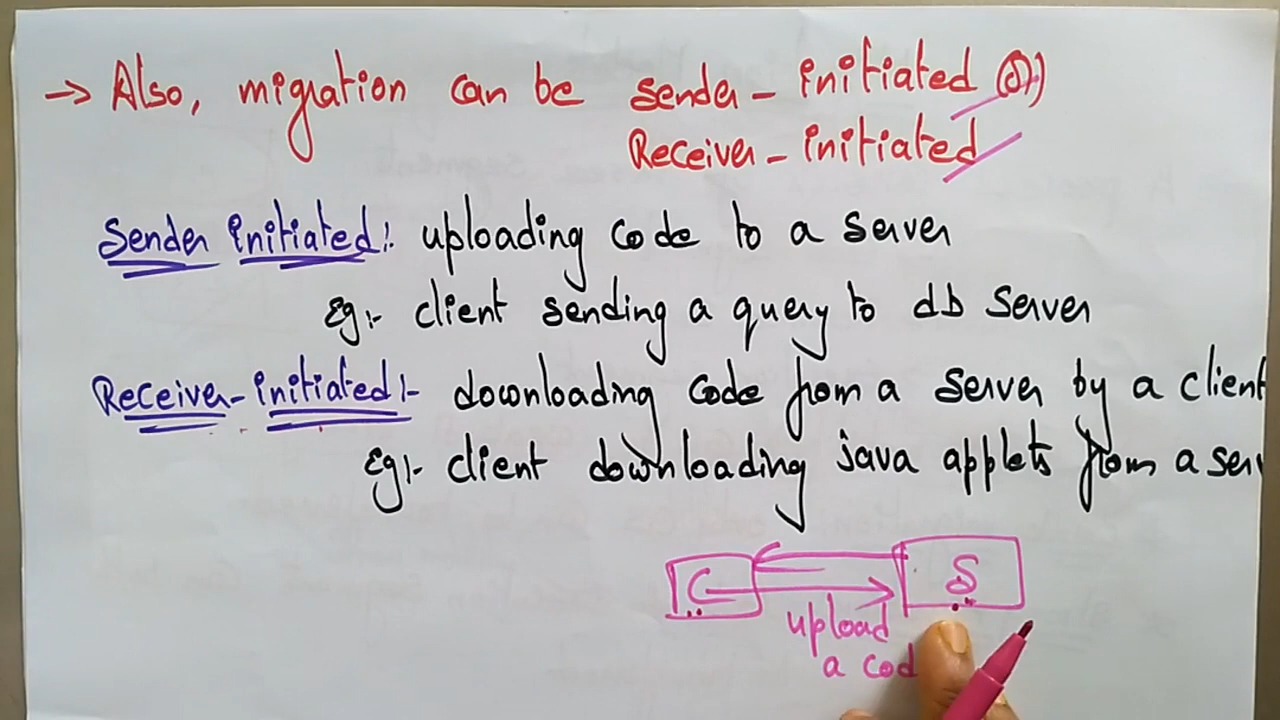 → Also, migration can be sender - initiated (or)
Receiver - initiated
Sender initiated:- uploading code to a server
Eg:- client sending a query to db server
Receiver - initiated :- downloading code from a server by a client
Eg:- client downloading java applets from a ser
C S
upload
a cod